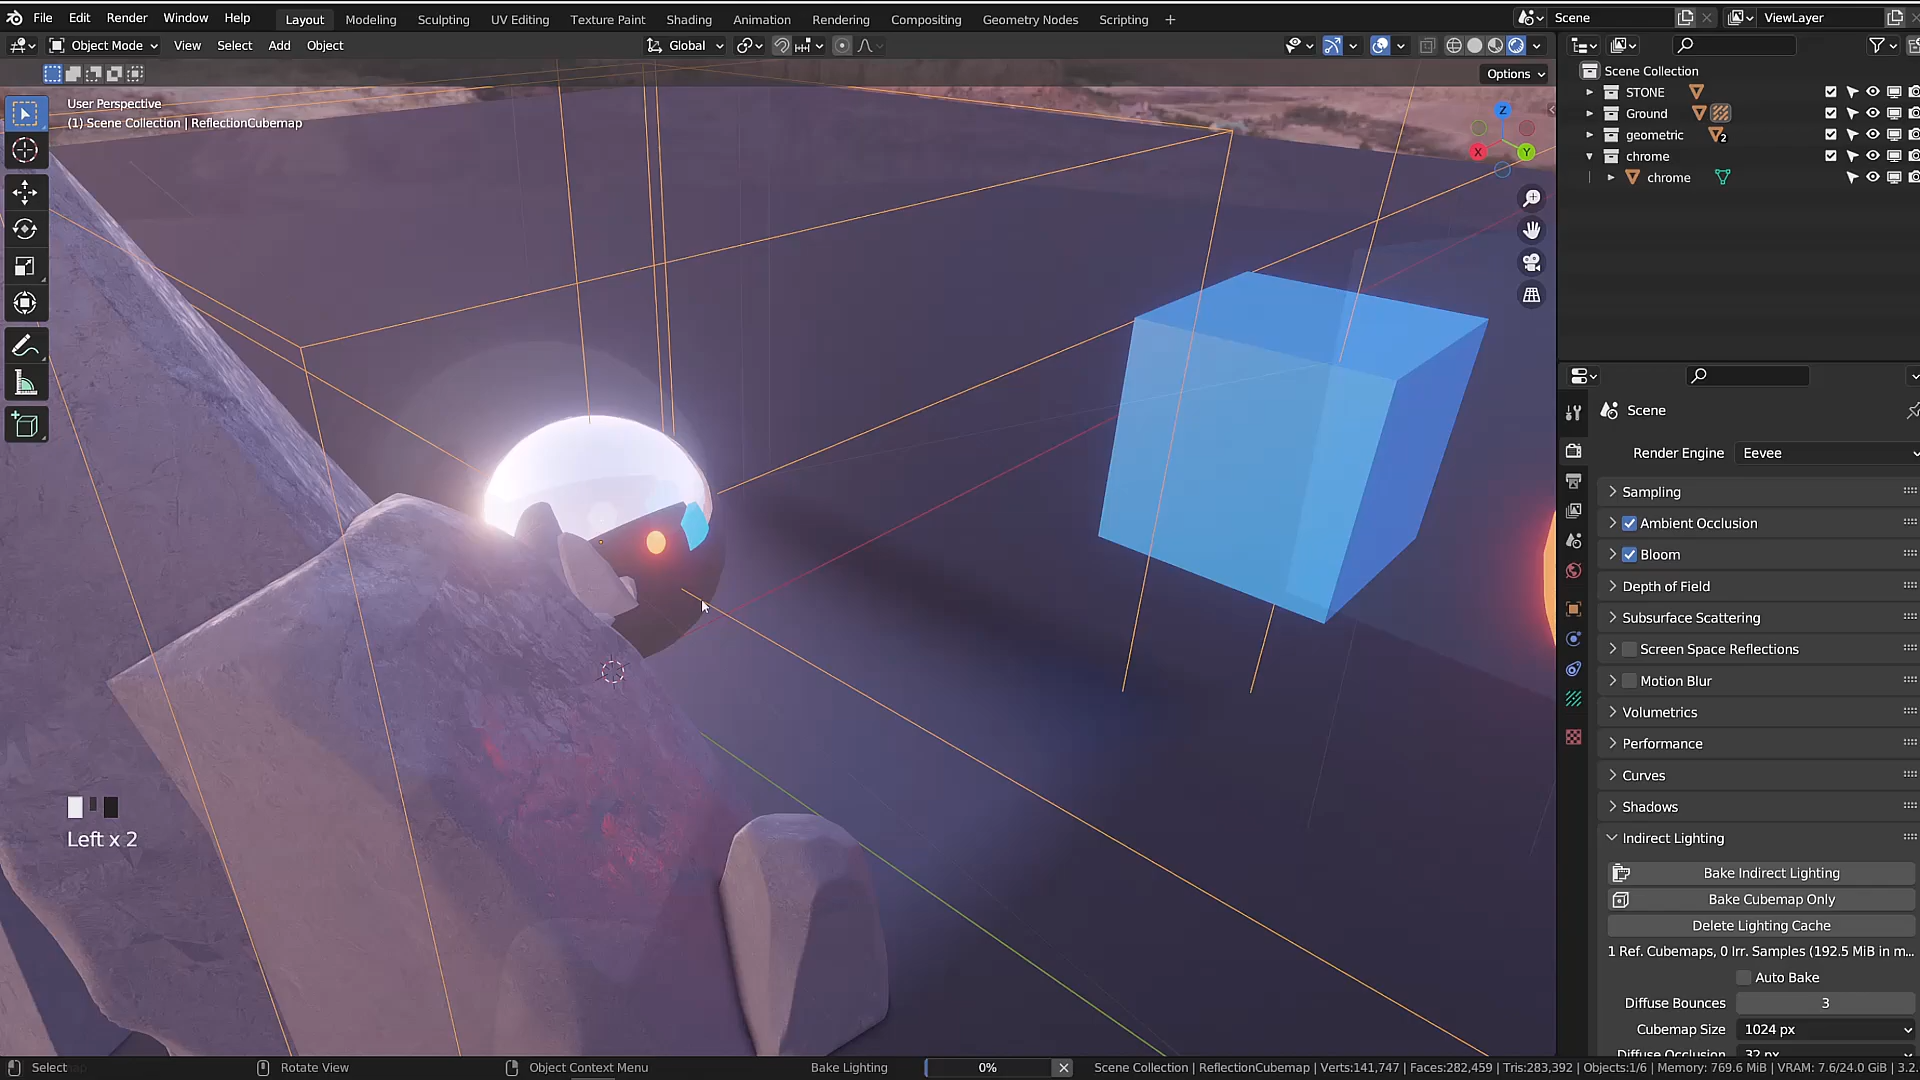 File Edit Render Window Help Layout Modeling Sculpting UV Editing Texture Paint Shading Animation Rendering Compositing Geometry Nodes Scripting + Scene ViewLayer
Object Mode View Select Add Object Global
Options
User Perspective
(1) Scene Collection | ReflectionCubemap
Z
X
Y
Left x 2
Scene Collection
STONE
Ground
geometric 2
chrome
chrome
Scene
Render Engine Eevee
Sampling
Ambient Occlusion
Bloom
Depth of Field
Subsurface Scattering
Screen Space Reflections
Motion Blur
Volumetrics
Performance
Curves
Shadows
Indirect Lighting
Bake Indirect Lighting
Bake Cubemap Only
Delete Lighting Cache
1 Ref. Cubemaps, 0 Irr. Samples (192.5 MiB in m...
Auto Bake
Diffuse Bounces 3
Cubemap Size 1024 px
Diffuse Occlusion 32 px
Select Rotate View Object Context Menu Bake Lighting 0% Scene Collection | ReflectionCubemap | Verts:141,747 | Faces:282,459 | Tris:283,392 | Objects:1/6 | Memory: 769.6 MiB | VRAM: 7.6/24.0 GiB | 3.2.